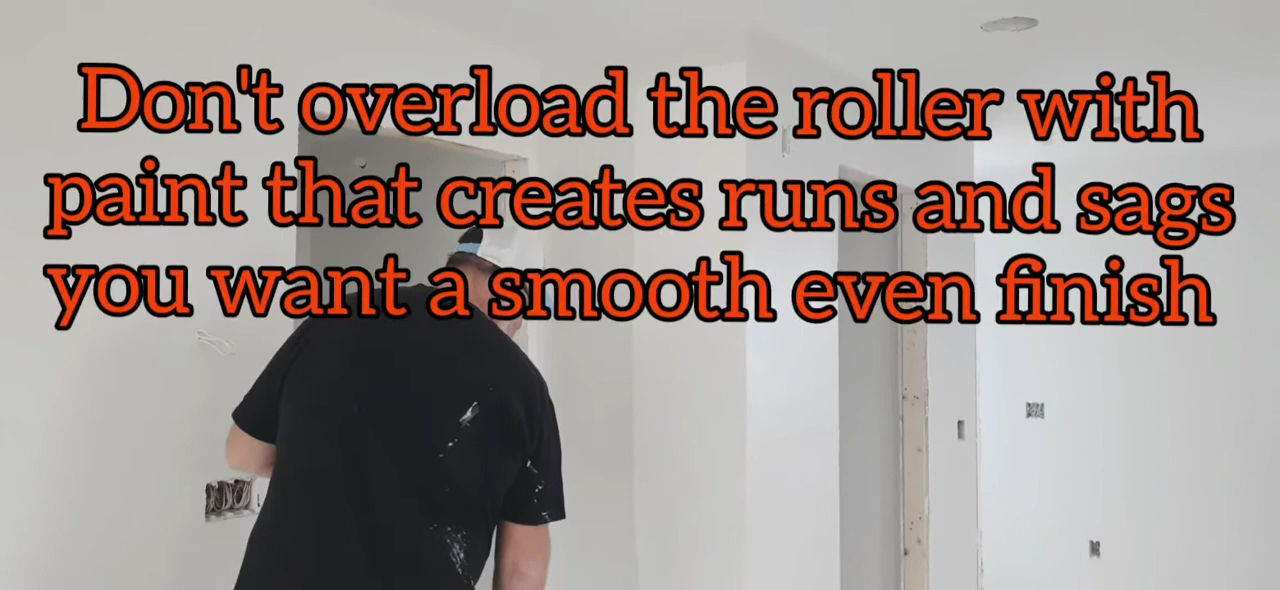 Don't overload the roller with
paint that creates runs and sags
you want a smooth even finish